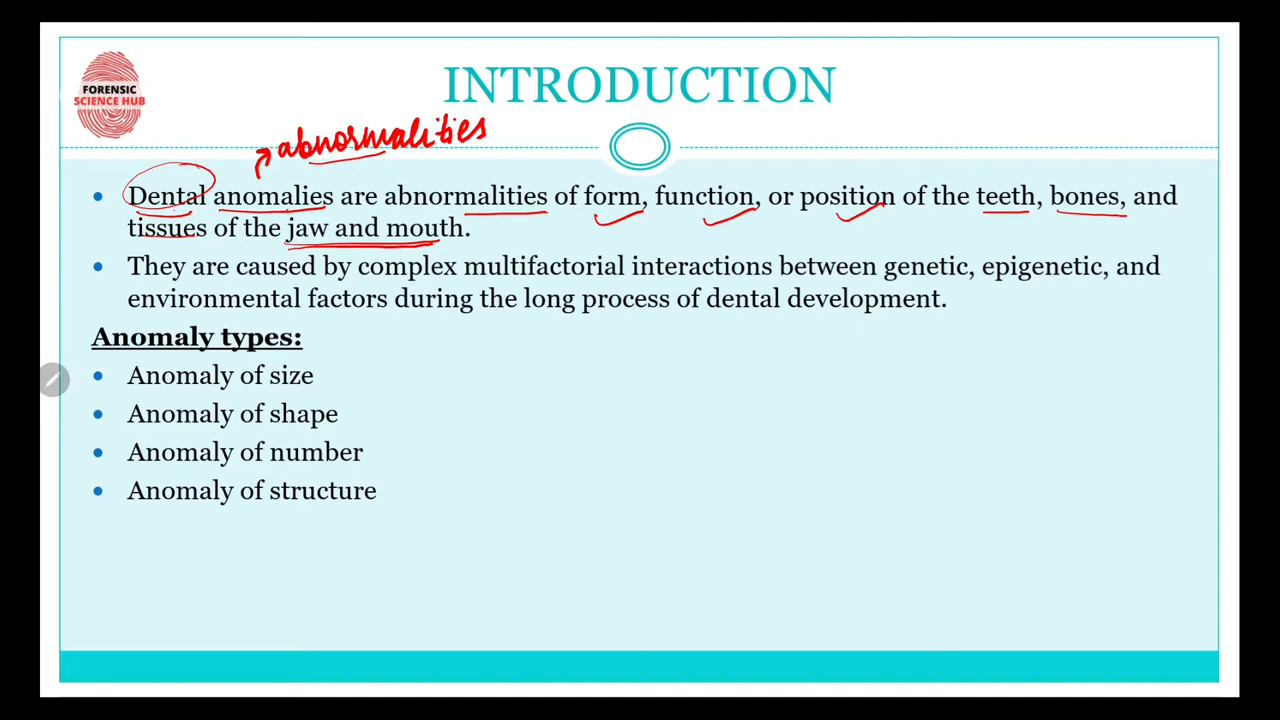 FORENSIC
SCIENCE HUB
INTRODUCTION
abnormalities
Dental anomalies are abnormalities of form, function, or position of the teeth, bones, and
tissues of the jaw and mouth.
They are caused by complex multifactorial interactions between genetic, epigenetic, and
environmental factors during the long process of dental development.
Anomaly types:
Anomaly of size
Anomaly of shape
Anomaly of number
Anomaly of structure